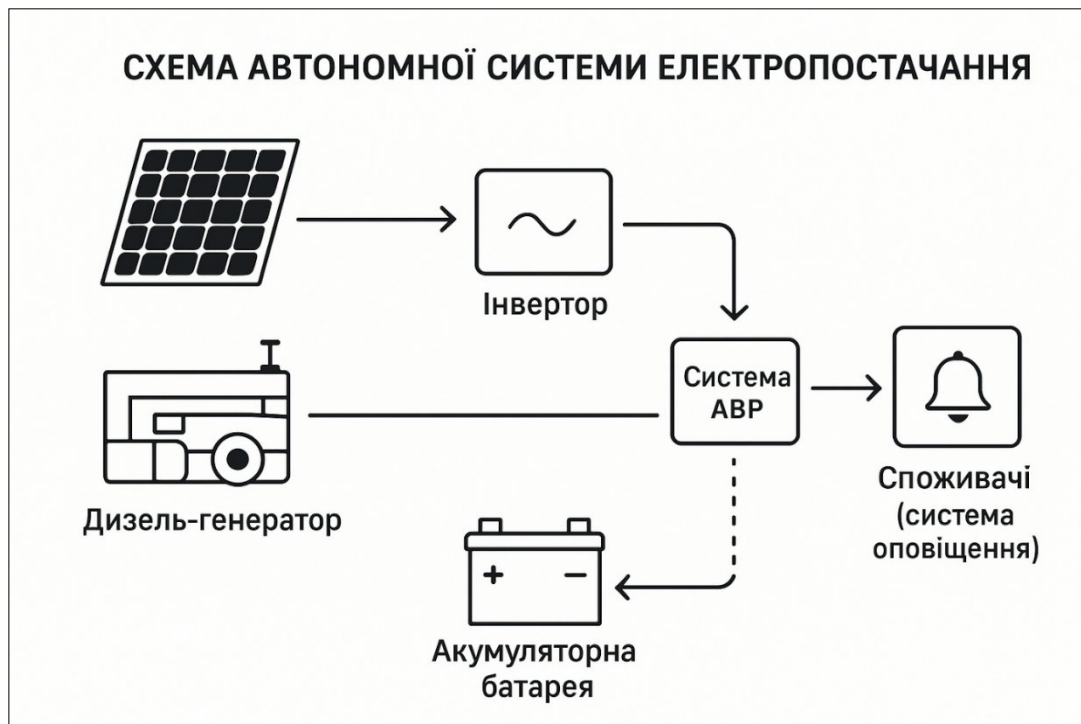 СХЕМА АВТОНОМНОЇ СИСТЕМИ ЕЛЕКТРОПОСТАЧАННЯ
Інвертор
Система
АВР
Дизель-генератор
Споживачі
(система
оповіщення)
+ −
Акумуляторна
батарея